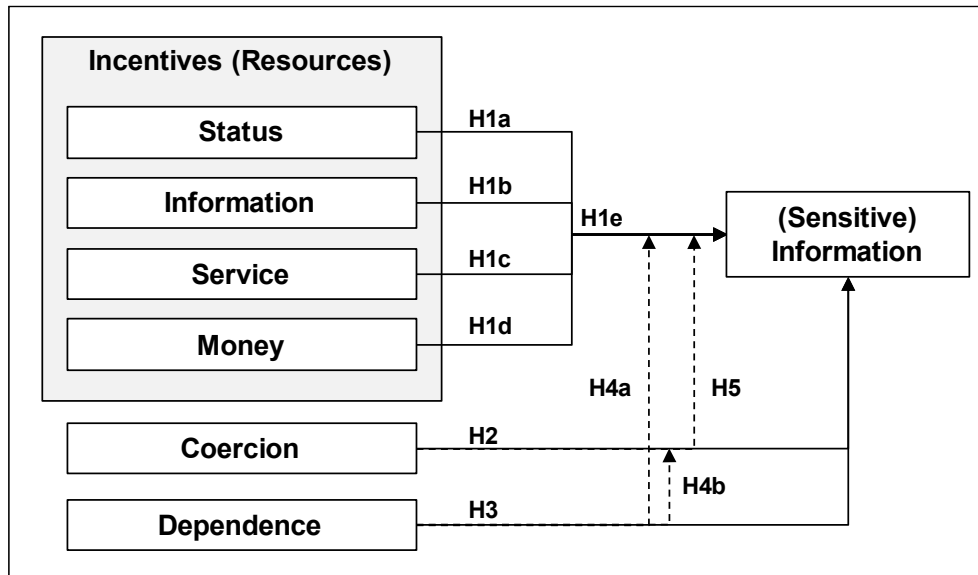 Incentives (Resources)
Status
H1a
Information
H1b
H1e
(Sensitive)
Information
Service
H1c
Money
H1d
H4a
H5
Coercion
H2
H4b
Dependence
H3